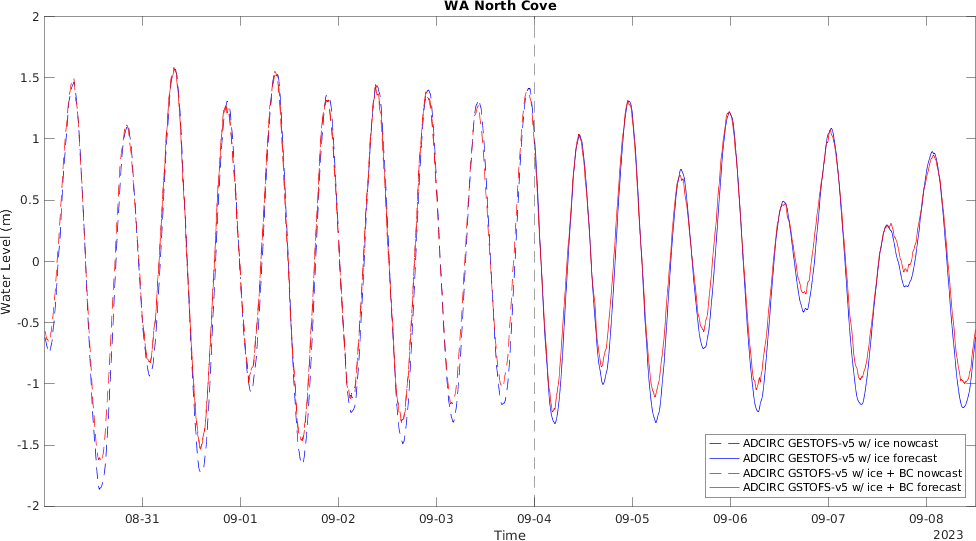 WA North Cove
2
1.5
1
0.5
0
-0.5
-1
-1.5
-2
Water Level (m)
08-31
09-01
09-02
09-03
09-04
09-05
09-06
09-07
09-08
Time
2023
ADCIRC GESTOFS-v5 w/ ice nowcast
ADCIRC GESTOFS-v5 w/ ice forecast
ADCIRC GSTOFS-v5 w/ ice + BC nowcast
ADCIRC GSTOFS-v5 w/ ice + BC forecast